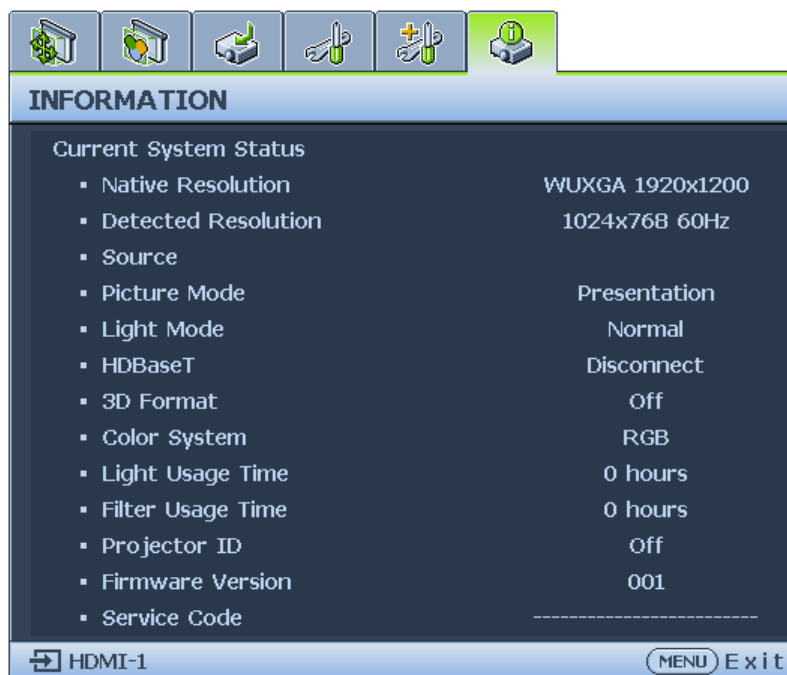 INFORMATION
Current System Status
▪ Native Resolution WUXGA 1920x1200
▪ Detected Resolution 1024x768 60Hz
▪ Source
▪ Picture Mode Presentation
▪ Light Mode Normal
▪ HDBaseT Disconnect
▪ 3D Format Off
▪ Color System RGB
▪ Light Usage Time 0 hours
▪ Filter Usage Time 0 hours
▪ Projector ID Off
▪ Firmware Version 001
▪ Service Code -------------------------
HDMI-1 MENU Exit